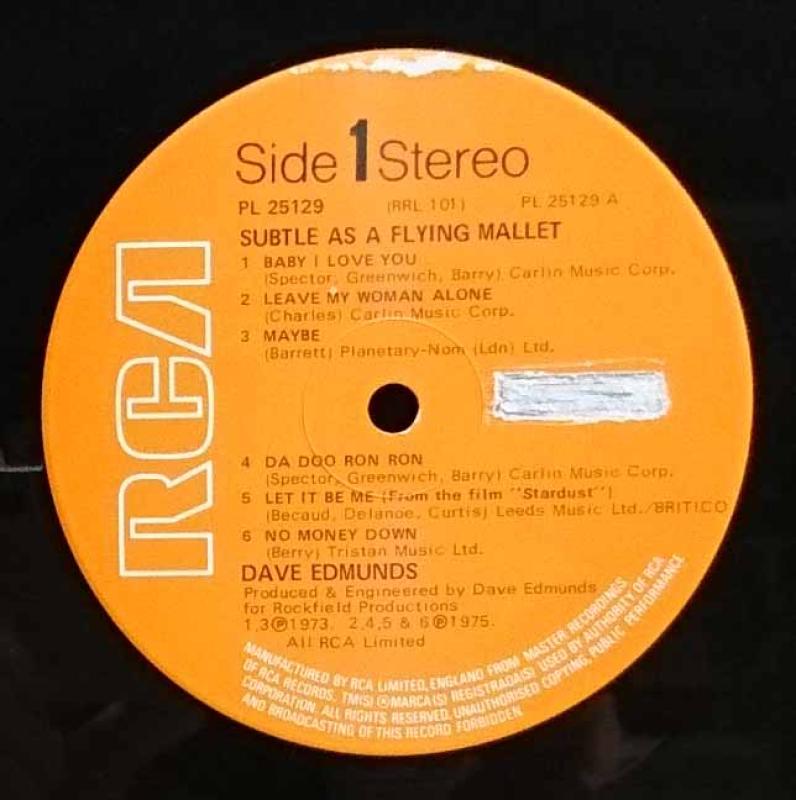 RCA
Side 1 Stereo
PL 25129 (RRL 101) PL 25129 A
SUBTLE AS A FLYING MALLET
1 BABY I LOVE YOU
(Spector, Greenwich, Barry) Carlin Music Corp.
2 LEAVE MY WOMAN ALONE
(Charles) Carlin Music Corp.
3 MAYBE
(Barrett) Planetary-Nom (Ldn) Ltd.
4 DA DOO RON RON
(Spector, Greenwich, Barry) Carlin Music Corp.
5 LET IT BE ME (From the film "Stardust")
(Becaud, Delanoe, Curtis) Leeds Music Ltd./BRITICO
6 NO MONEY DOWN
(Berry) Tristan Music Ltd.
DAVE EDMUNDS
Produced & Engineered by Dave Edmunds
for Rockfield Productions
1,3℗1973. 2,4,5 & 6℗1975.
All RCA Limited
MANUFACTURED BY RCA LIMITED, ENGLAND FROM MASTER RECORDINGS
OF RCA RECORDS. TM(S) ® MARCA(S) REGISTRADA(S) USED BY AUTHORITY OF RCA
CORPORATION. ALL RIGHTS RESERVED. UNAUTHORISED COPYING, PUBLIC PERFORMANCE
AND BROADCASTING OF THIS RECORD FORBIDDEN